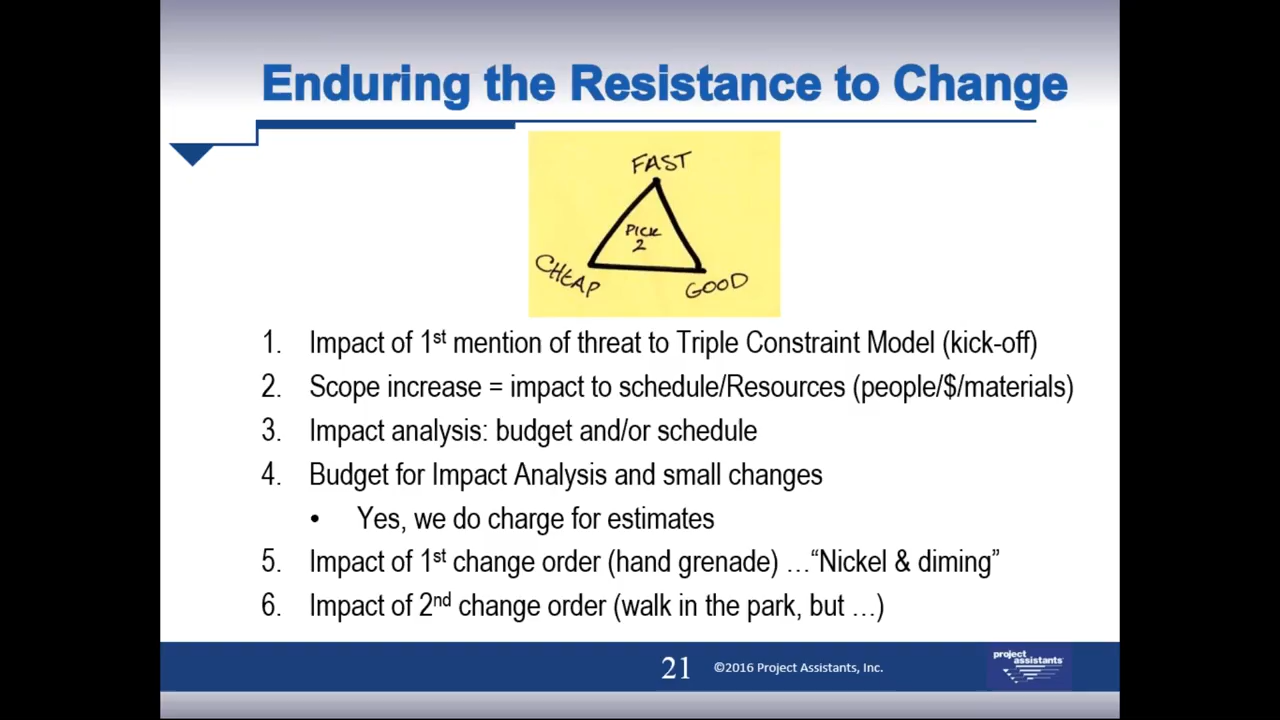 Enduring the Resistance to Change
FAST
PICK
2
CHEAP
GOOD
1. Impact of 1st mention of threat to Triple Constraint Model (kick-off)
2. Scope increase = impact to schedule/Resources (people/$/materials)
3. Impact analysis: budget and/or schedule
4. Budget for Impact Analysis and small changes
• Yes, we do charge for estimates
5. Impact of 1st change order (hand grenade) …“Nickel & diming”
6. Impact of 2nd change order (walk in the park, but …)
21 ©2016 Project Assistants, Inc.
project
assistants